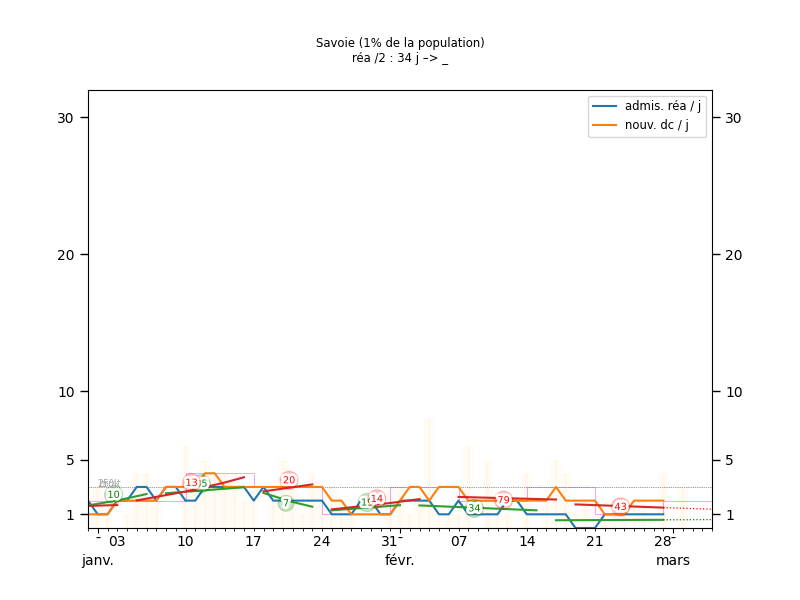 Savoie (1% de la population)
réa /2 : 34 j –> _
admis. réa / j
nouv. dc / j
30 30
20 20
10 10
5 5
1 1
10
13
20
7
14
34
79
43
03 10 17 24 31 07 14 21 28
janv. févr. mars